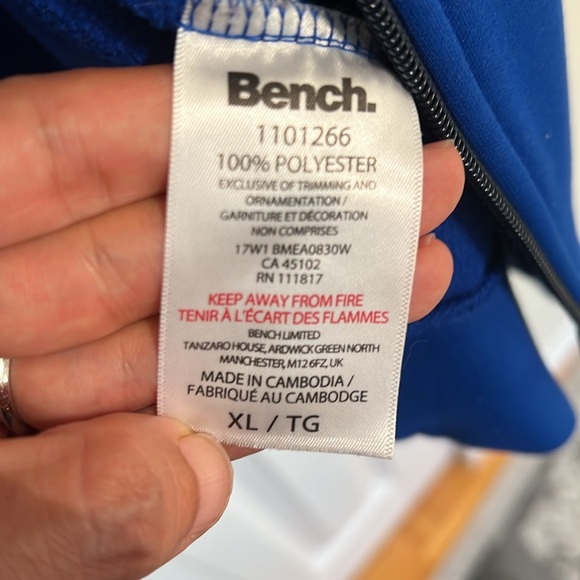 Bench.
1101266
100% POLYESTER
EXCLUSIVE OF TRIMMING AND
ORNAMENTATION /
GARNITURE ET DÉCORATION
NON COMPRISES
17W1 BMEA0830W
CA 45102
RN 111817
KEEP AWAY FROM FIRE
TENIR À L'ÉCART DES FLAMMES
BENCH LIMITED
TANZARO HOUSE, ARDWICK GREEN NORTH
MANCHESTER, M12 6FZ, UK
MADE IN CAMBODIA /
FABRIQUÉ AU CAMBODGE
XL / TG